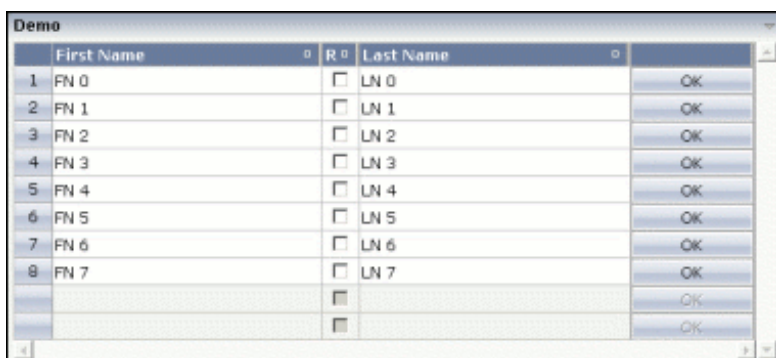 Demo
First Name R Last Name
1 FN 0 LN 0 OK
2 FN 1 LN 1 OK
3 FN 2 LN 2 OK
4 FN 3 LN 3 OK
5 FN 4 LN 4 OK
6 FN 5 LN 5 OK
7 FN 6 LN 6 OK
8 FN 7 LN 7 OK
OK
OK